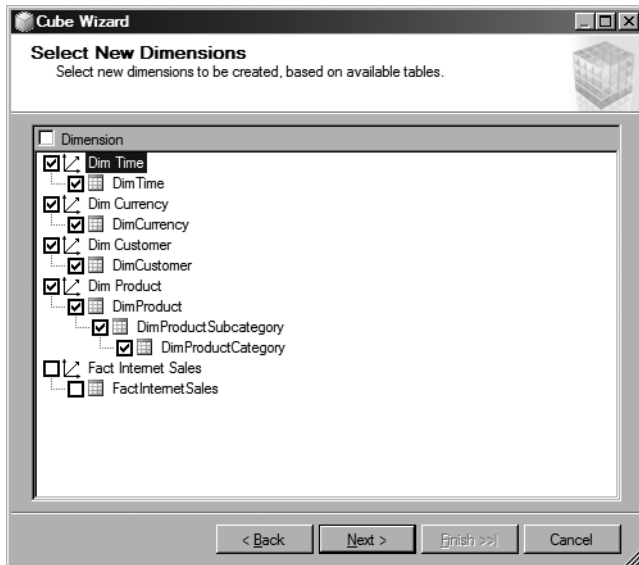 Cube Wizard
Select New Dimensions
Select new dimensions to be created, based on available tables.
Dimension
Dim Time
DimTime
Dim Currency
DimCurrency
Dim Customer
DimCustomer
Dim Product
DimProduct
DimProductSubcategory
DimProductCategory
Fact Internet Sales
FactInternetSales
< Back Next > Finish >>| Cancel